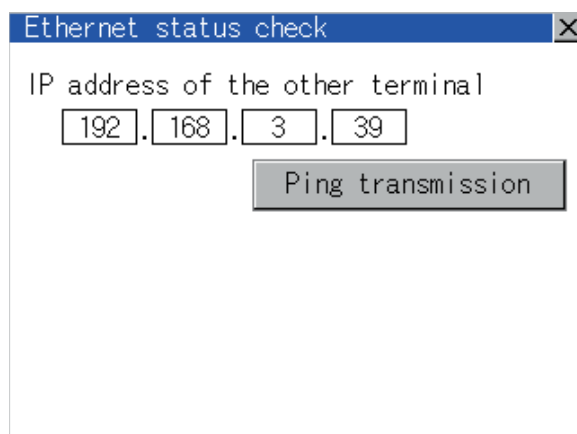 Ethernet status check
IP address of the other terminal
192.168.3.39
Ping transmission